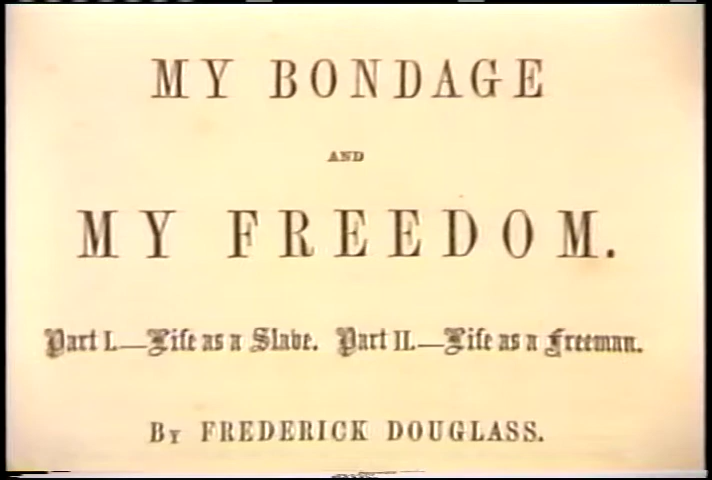 MY BONDAGE
AND
MY FREEDOM.
Part I.—Life as a Slave. Part II.—Life as a Freeman.
By FREDERICK DOUGLASS.